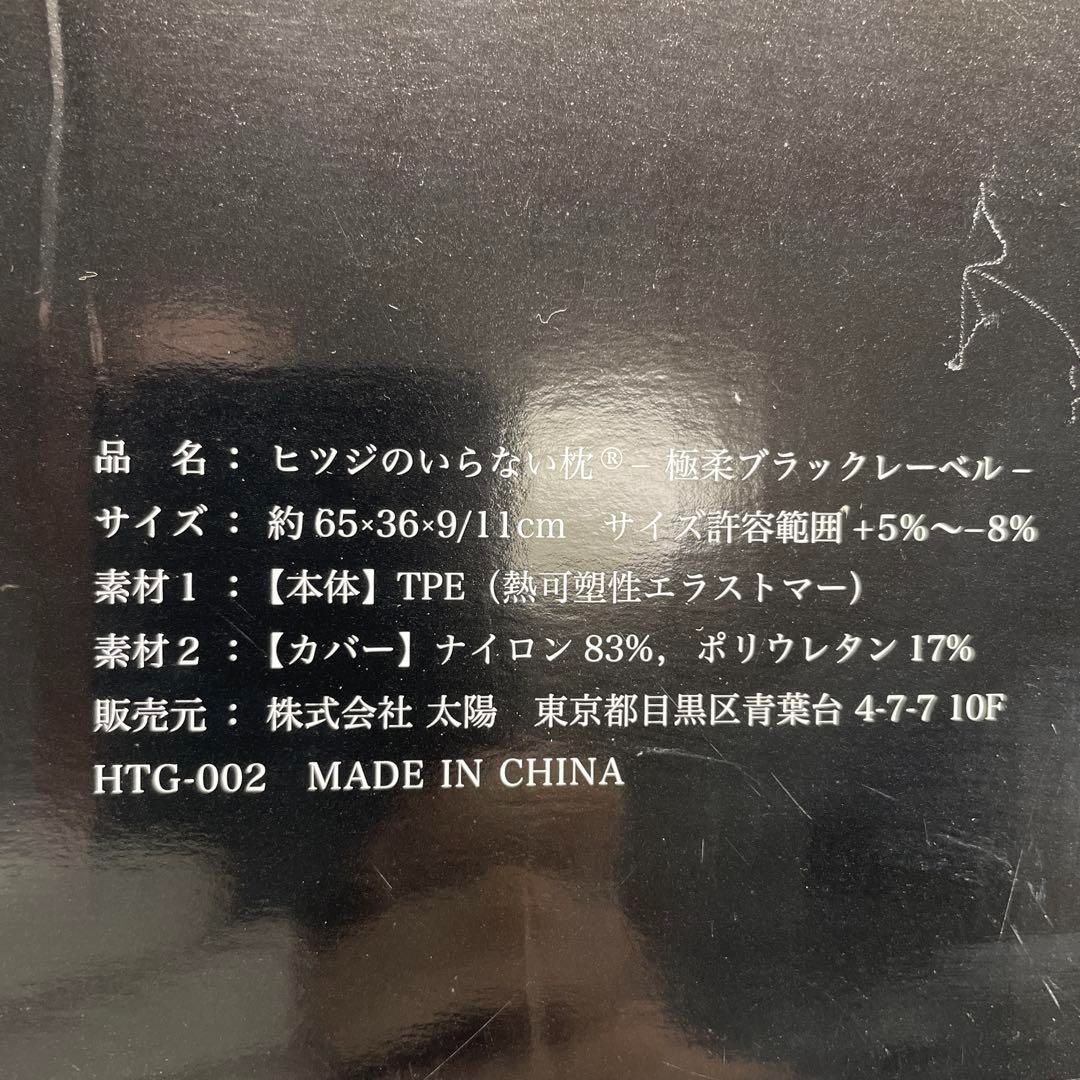 品　名： ヒツジのいらない枕®– 極柔ブラックレーベル –
サイズ： 約 65×36×9/11cm　サイズ許容範囲 +5%〜−8%
素材１：【本体】TPE（熱可塑性エラストマー）
素材２：【カバー】ナイロン 83%，ポリウレタン 17%
販売元： 株式会社 太陽　東京都目黒区青葉台 4-7-7 10F
HTG-002　MADE IN CHINA